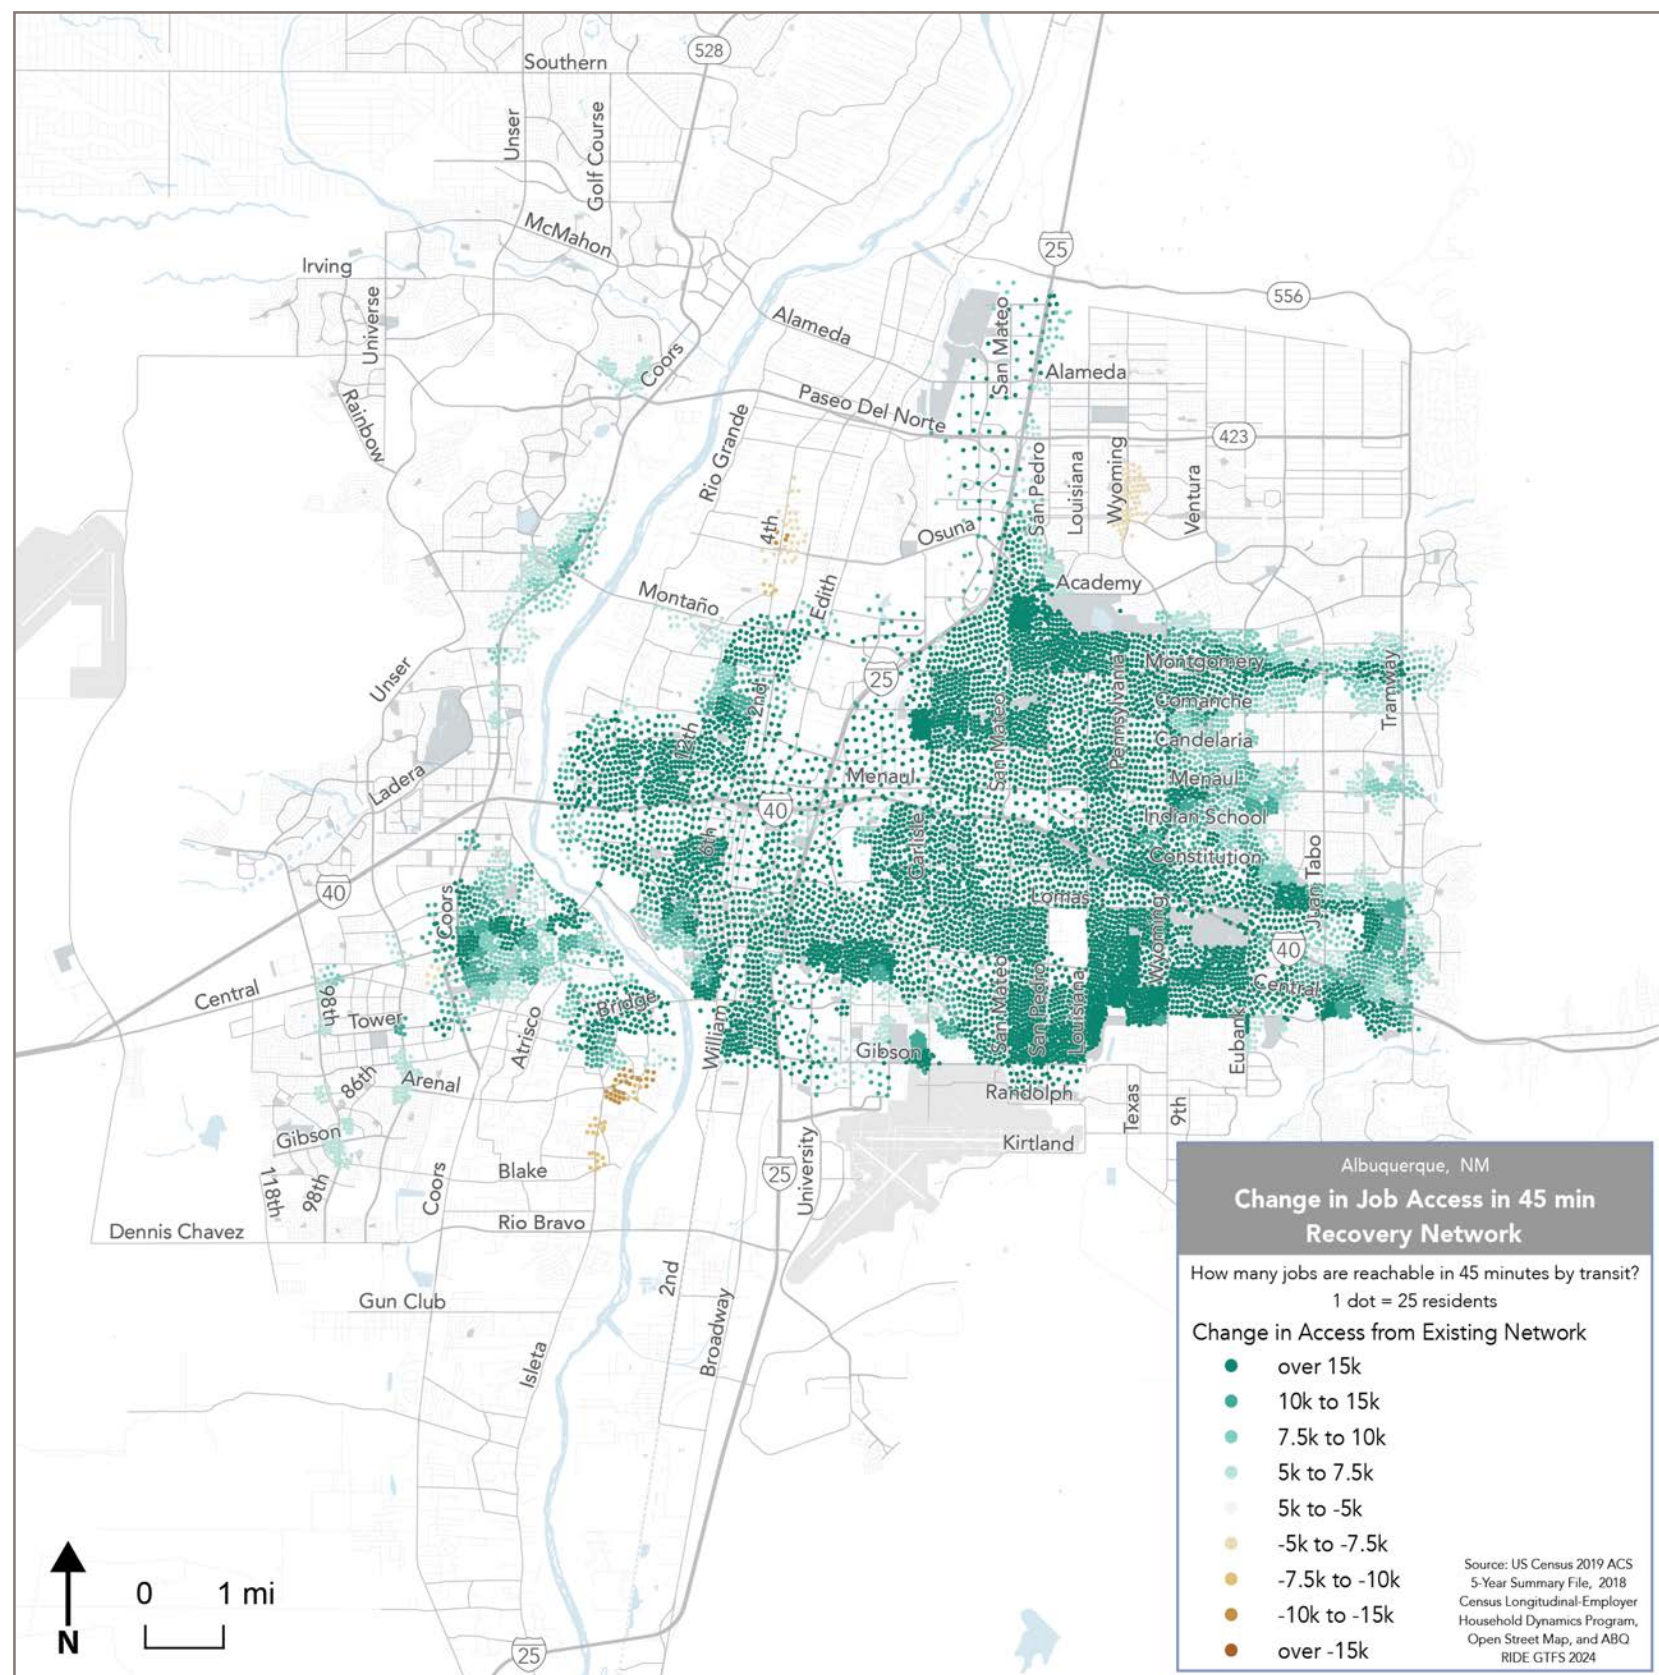 Southern
528
Unser
Golf Course
McMahon
25
Irving
556
Universe
San Mateo
Alameda
Coors
Alameda
Paseo Del Norte
Rainbow
Rio Grande
423
San Pedro
Louisiana
Wyoming
Ventura
4th
Osuna
Academy
Montaño
Edith
Unser
25
Montgomery
Tramway
2nd
Comanche
San Mateo
Pennsylvania
12th
Candelaria
Ladera
Menaul
Menaul
40
Indian School
6th
Carlisle
Constitution
Juan Tabo
40
Coors
Lomas
Wyoming
40
Central
98th
Tower
Bridge
San Mateo
San Pedro
Louisiana
Central
Atrisco
William
Gibson
Eubank
86th
Arenal
Randolph
Texas
9th
Gibson
Kirtland
118th
98th
Blake
Coors
25
University
Dennis Chavez
Rio Bravo
2nd
Gun Club
Broadway
Isleta
25
0 1 mi
N
Albuquerque, NM
Change in Job Access in 45 min
Recovery Network
How many jobs are reachable in 45 minutes by transit?
1 dot = 25 residents
Change in Access from Existing Network
over 15k
10k to 15k
7.5k to 10k
5k to 7.5k
5k to -5k
-5k to -7.5k
-7.5k to -10k
-10k to -15k
over -15k
Source: US Census 2019 ACS
5-Year Summary File, 2018
Census Longitudinal-Employer
Household Dynamics Program,
Open Street Map, and ABQ
RIDE GTFS 2024